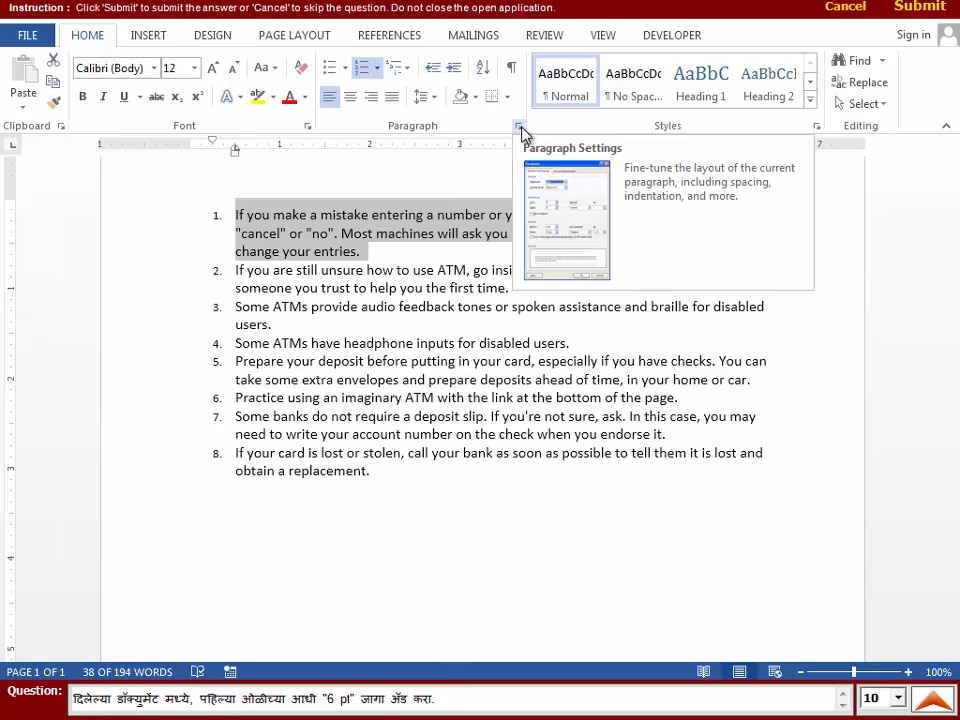 Instruction : Click 'Submit' to submit the answer or 'Cancel' to skip the question. Do not close the open application.
Cancel Submit
FILE HOME INSERT DESIGN PAGE LAYOUT REFERENCES MAILINGS REVIEW VIEW DEVELOPER Sign in
Paste
Calibri (Body) 12 Aa
B I U abc X₂ X² A A
AaBbCcDc AaBbCcDc AaBbC AaBbCcl
¶ Normal ¶ No Spac... Heading 1 Heading 2
Find
Replace
Select
Clipboard Font Paragraph Styles Editing
1 1 2 3 7
Paragraph Settings
Fine-tune the layout of the current
paragraph, including spacing,
indentation, and more.
1. If you make a mistake entering a number or y
"cancel" or "no". Most machines will ask you
change your entries.
2. If you are still unsure how to use ATM, go insi
someone you trust to help you the first time.
3. Some ATMs provide audio feedback tones or spoken assistance and braille for disabled
users.
4. Some ATMs have headphone inputs for disabled users.
5. Prepare your deposit before putting in your card, especially if you have checks. You can
take some extra envelopes and prepare deposits ahead of time, in your home or car.
6. Practice using an imaginary ATM with the link at the bottom of the page.
7. Some banks do not require a deposit slip. If you're not sure, ask. In this case, you may
need to write your account number on the check when you endorse it.
8. If your card is lost or stolen, call your bank as soon as possible to tell them it is lost and
obtain a replacement.
PAGE 1 OF 1 38 OF 194 WORDS 100%
Question: दिलेल्या डॉक्युमेंट मध्ये, पहिल्या ओळीच्या आधी "6 pt" जागा ॲड करा. 10